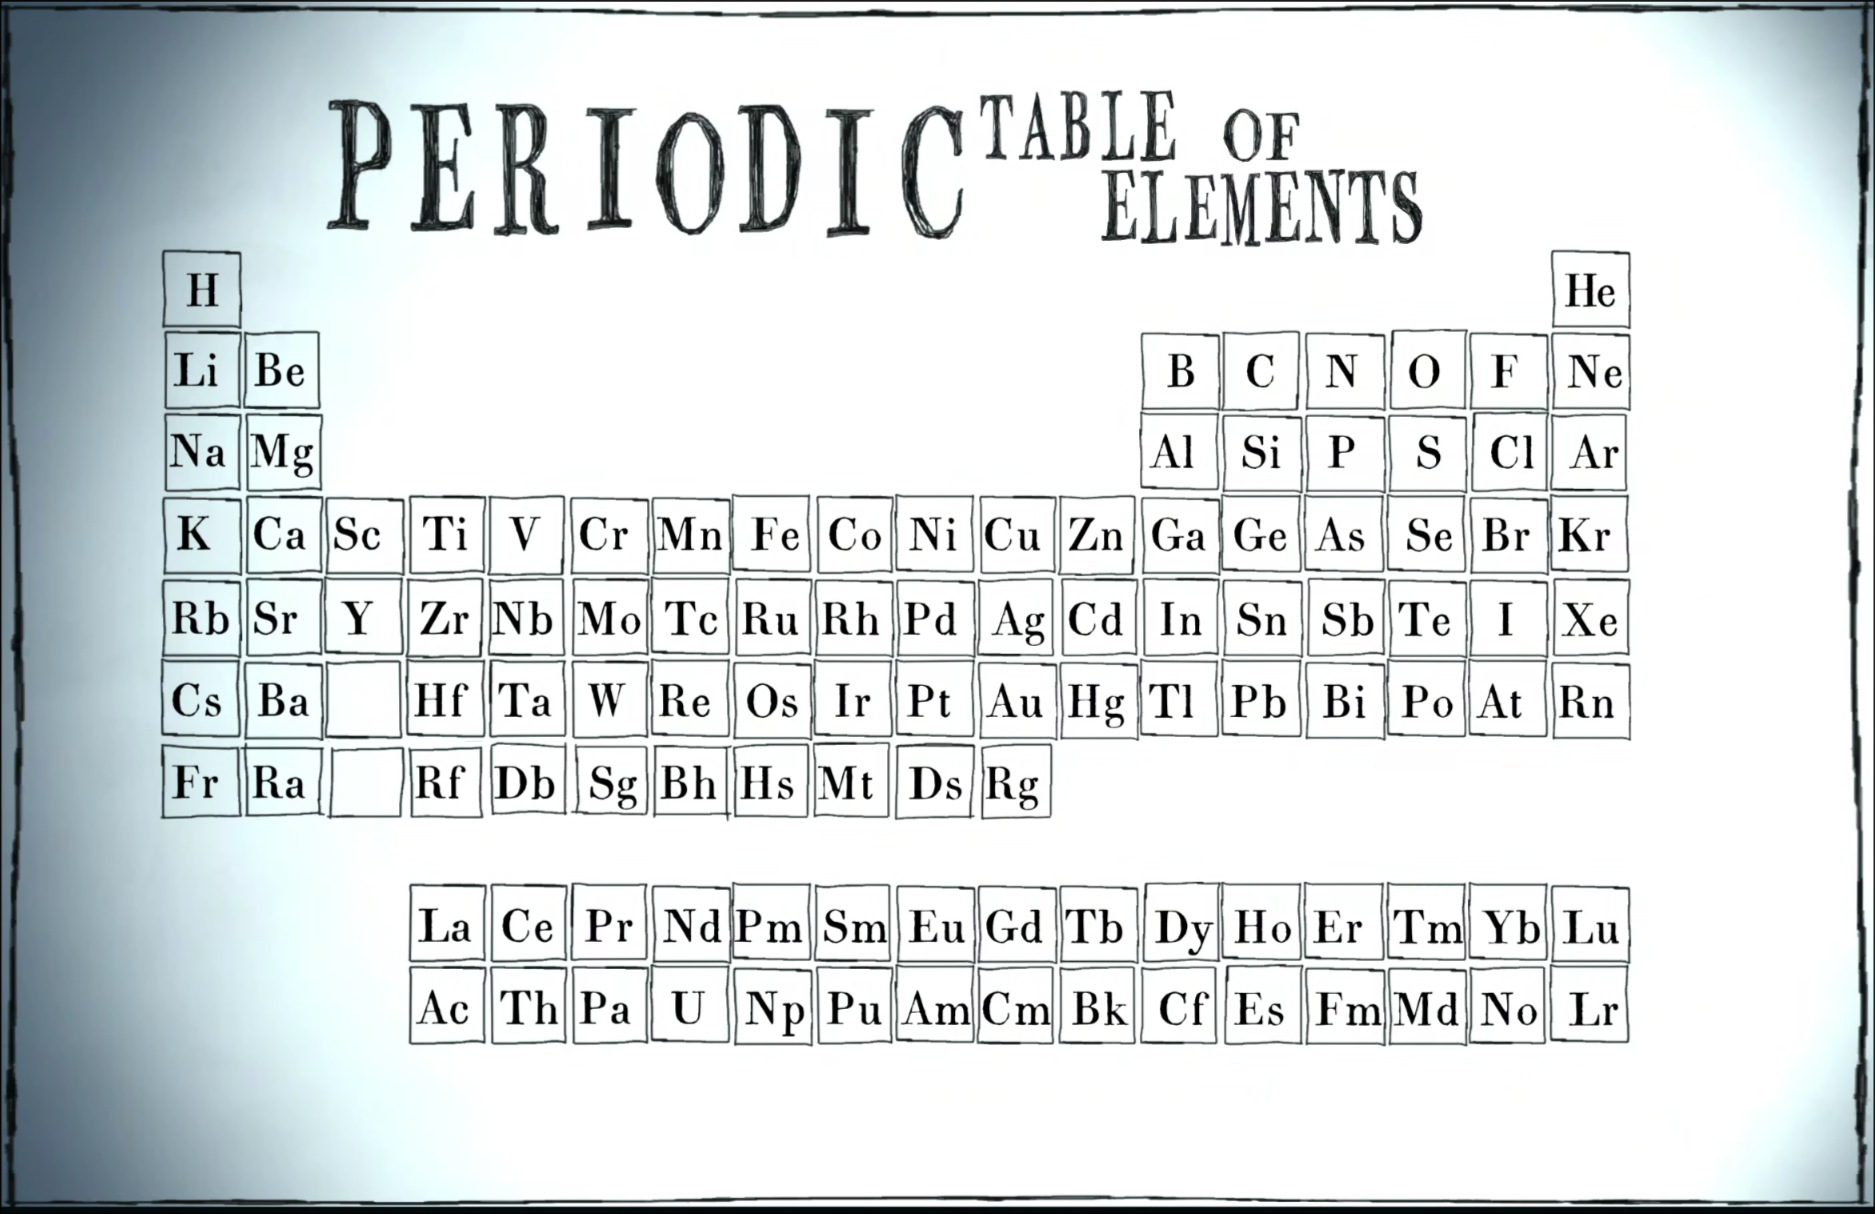 PERIODIC TABLE OF
ELEMENTS
H He
Li Be B C N O F Ne
Na Mg Al Si P S Cl Ar
K Ca Sc Ti V Cr Mn Fe Co Ni Cu Zn Ga Ge As Se Br Kr
Rb Sr Y Zr Nb Mo Tc Ru Rh Pd Ag Cd In Sn Sb Te I Xe
Cs Ba Hf Ta W Re Os Ir Pt Au Hg Tl Pb Bi Po At Rn
Fr Ra Rf Db Sg Bh Hs Mt Ds Rg
La Ce Pr Nd Pm Sm Eu Gd Tb Dy Ho Er Tm Yb Lu
Ac Th Pa U Np Pu Am Cm Bk Cf Es Fm Md No Lr